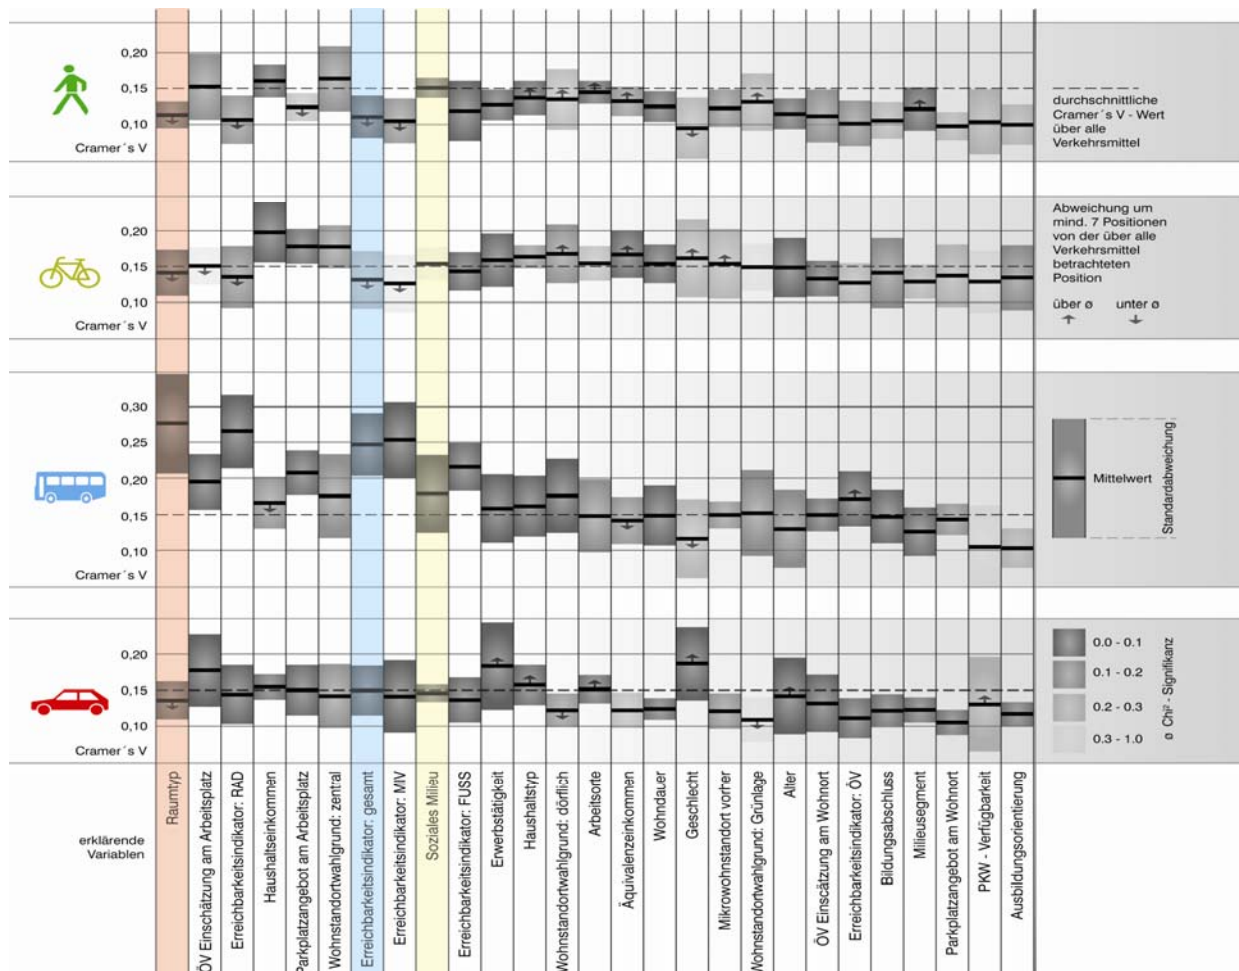 0,20
0,15
0,10
Cramer´s V
durchschnittliche
Cramer´s V - Wert
über alle
Verkehrsmittel
0,20
0,15
0,10
Cramer´s V
Abweichung um
mind. 7 Positionen
von der über alle
Verkehrsmittel
betrachteten
Position
über ø unter ø
0,30
0,25
0,20
0,15
0,10
Cramer´s V
Mittelwert
Standardabweichung
0,20
0,15
0,10
Cramer´s V
0.0 - 0.1
0.1 - 0.2
0.2 - 0.3
0.3 - 1.0
ø Chi² - Signifikanz
erklärende
Variablen
Raumtyp
ÖV Einschätzung am Arbeitsplatz
Erreichbarkeitsindikator: RAD
Haushaltseinkommen
Parkplatzangebot am Arbeitsplatz
Wohnstandortwahlgrund: zentral
Erreichbarkeitsindikator: gesamt
Erreichbarkeitsindikator: MIV
Soziales Milieu
Erreichbarkeitsindikator: FUSS
Erwerbstätigkeit
Haushaltstyp
Wohnstandortwahlgrund: dörflich
Arbeitsorte
Äquivalenzeinkommen
Wohndauer
Geschlecht
Mikrowohnstandort vorher
Wohnstandortwahlgrund: Grünlage
Alter
ÖV Einsätzung am Wohnort
Erreichbarkeitsindikator: ÖV
Bildungsabschluss
Milieusegment
Parkplatzangebot am Wohnort
PKW - Verfügbarkeit
Ausbildungsorientierung